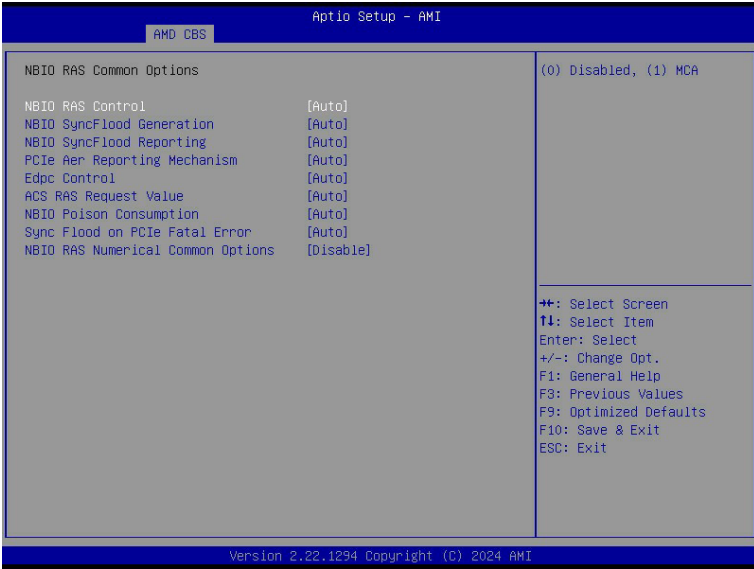 Aptio Setup - AMI
AMD CBS
NBIO RAS Common Options
NBIO RAS Control [Auto]
NBIO SyncFlood Generation [Auto]
NBIO SyncFlood Reporting [Auto]
PCIe Aer Reporting Mechanism [Auto]
Edpc Control [Auto]
ACS RAS Request Value [Auto]
NBIO Poison Consumption [Auto]
Sync Flood on PCIe Fatal Error [Auto]
NBIO RAS Numerical Common Options [Disable]
(0) Disabled, (1) MCA
→←: Select Screen
↑↓: Select Item
Enter: Select
+/-: Change Opt.
F1: General Help
F3: Previous Values
F9: Optimized Defaults
F10: Save & Exit
ESC: Exit
Version 2.22.1294 Copyright (C) 2024 AMI